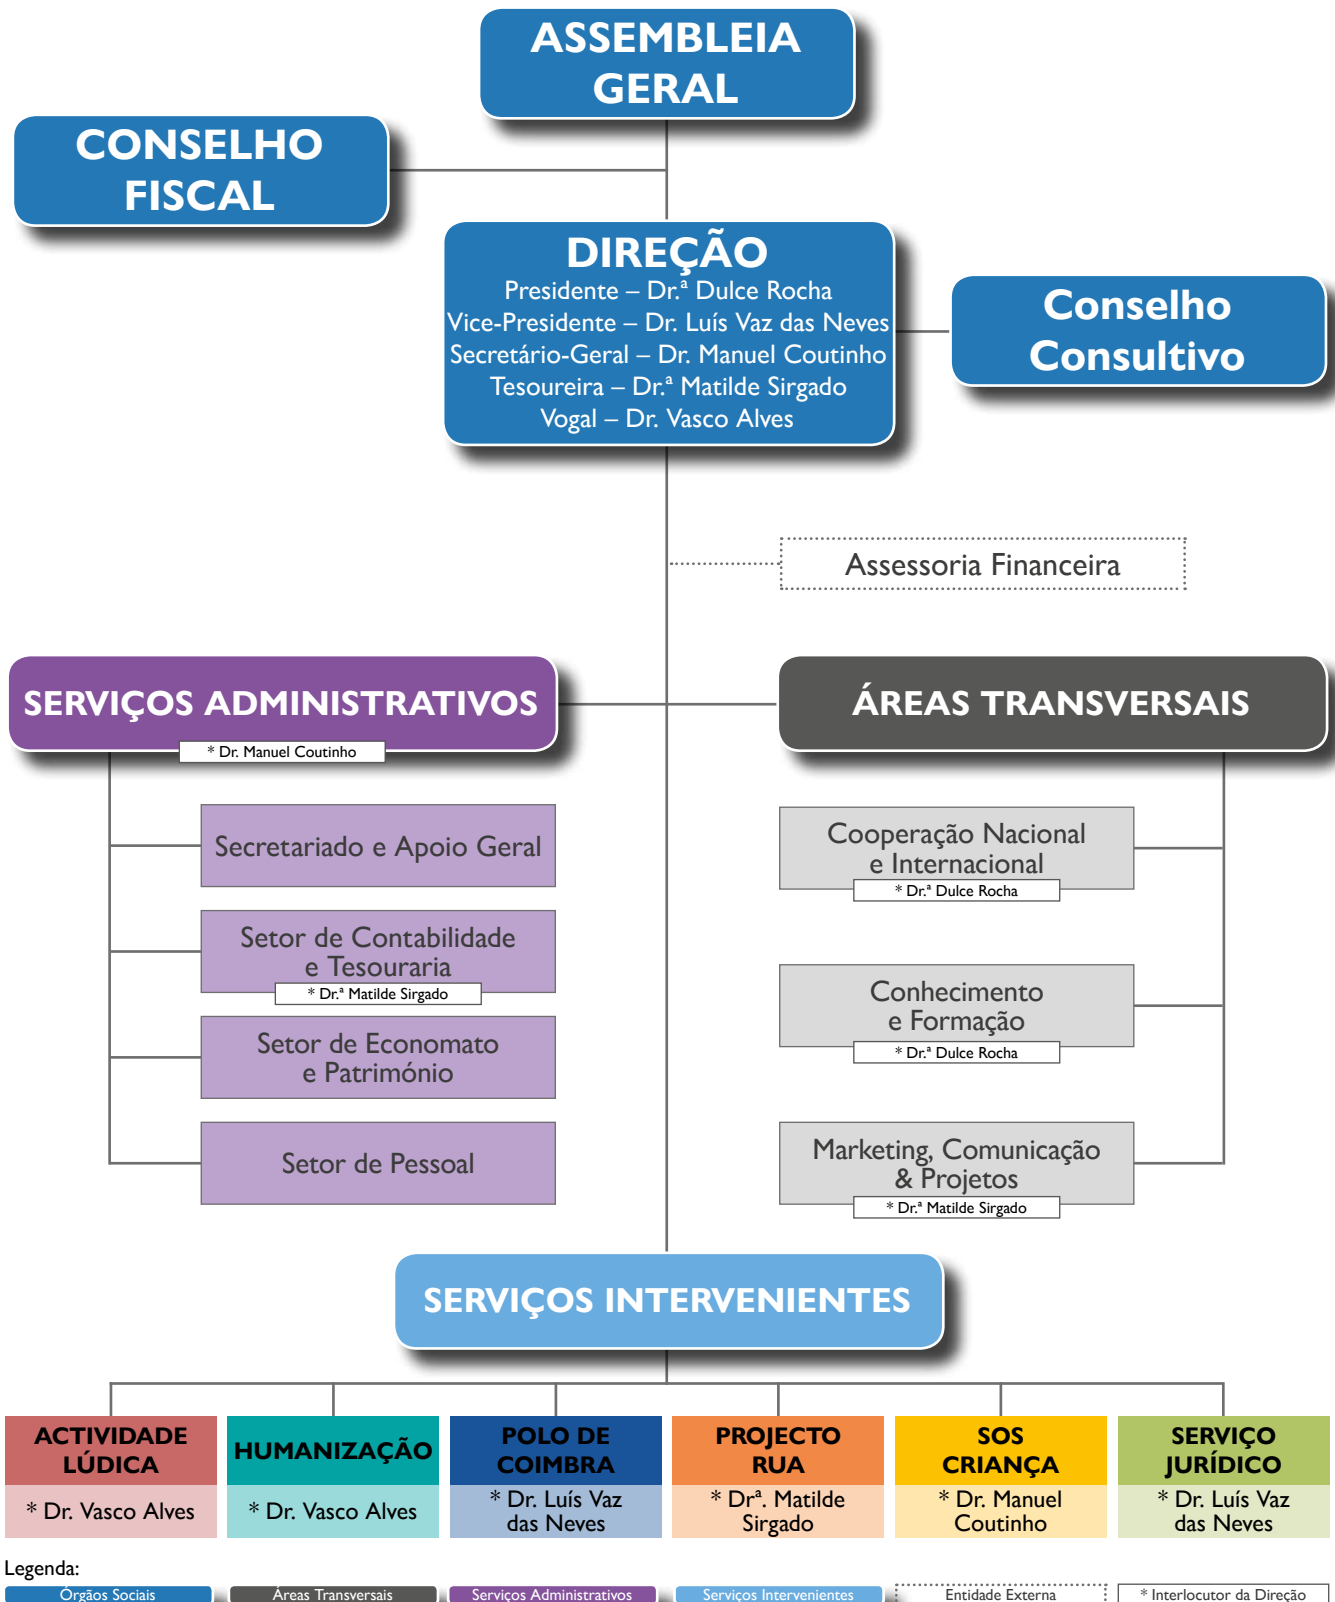 ASSEMBLEIA
GERAL
CONSELHO
FISCAL
DIREÇÃO
Presidente – Dr.ª Dulce Rocha
Vice-Presidente – Dr. Luís Vaz das Neves
Secretário-Geral – Dr. Manuel Coutinho
Tesoureira – Dr.ª Matilde Sirgado
Vogal – Dr. Vasco Alves
Conselho
Consultivo
Assessoria Financeira
SERVIÇOS ADMINISTRATIVOS
* Dr. Manuel Coutinho
Secretariado e Apoio Geral
Setor de Contabilidade
e Tesouraria
* Dr.ª Matilde Sirgado
Setor de Economato
e Património
Setor de Pessoal
ÁREAS TRANSVERSAIS
Cooperação Nacional
e Internacional
* Dr.ª Dulce Rocha
Conhecimento
e Formação
* Dr.ª Dulce Rocha
Marketing, Comunicação
& Projetos
* Dr.ª Matilde Sirgado
SERVIÇOS INTERVENIENTES
ACTIVIDADE
LÚDICA
* Dr. Vasco Alves
HUMANIZAÇÃO
* Dr. Vasco Alves
POLO DE
COIMBRA
* Dr. Luís Vaz
das Neves
PROJECTO
RUA
* Drª. Matilde
Sirgado
SOS
CRIANÇA
* Dr. Manuel
Coutinho
SERVIÇO
JURÍDICO
* Dr. Luís Vaz
das Neves
Legenda:
Órgãos Sociais
Áreas Transversais
Serviços Administrativos
Serviços Intervenientes
Entidade Externa
* Interlocutor da Direção